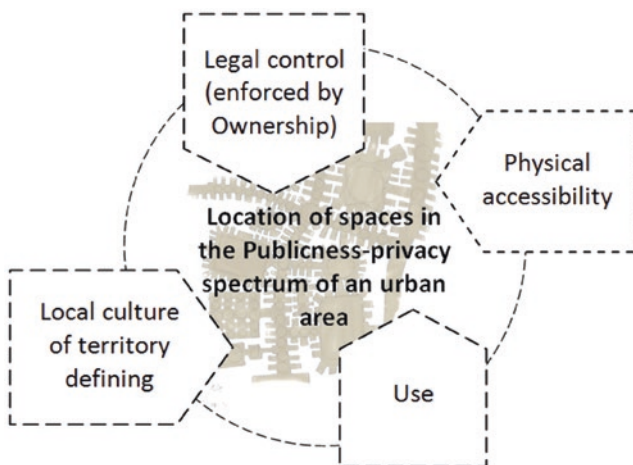 Legal control
(enforced by
Ownership)
Physical
accessibility
Location of spaces in
the Publicness-privacy
spectrum of an urban
area
Local culture
of territory
defining
Use